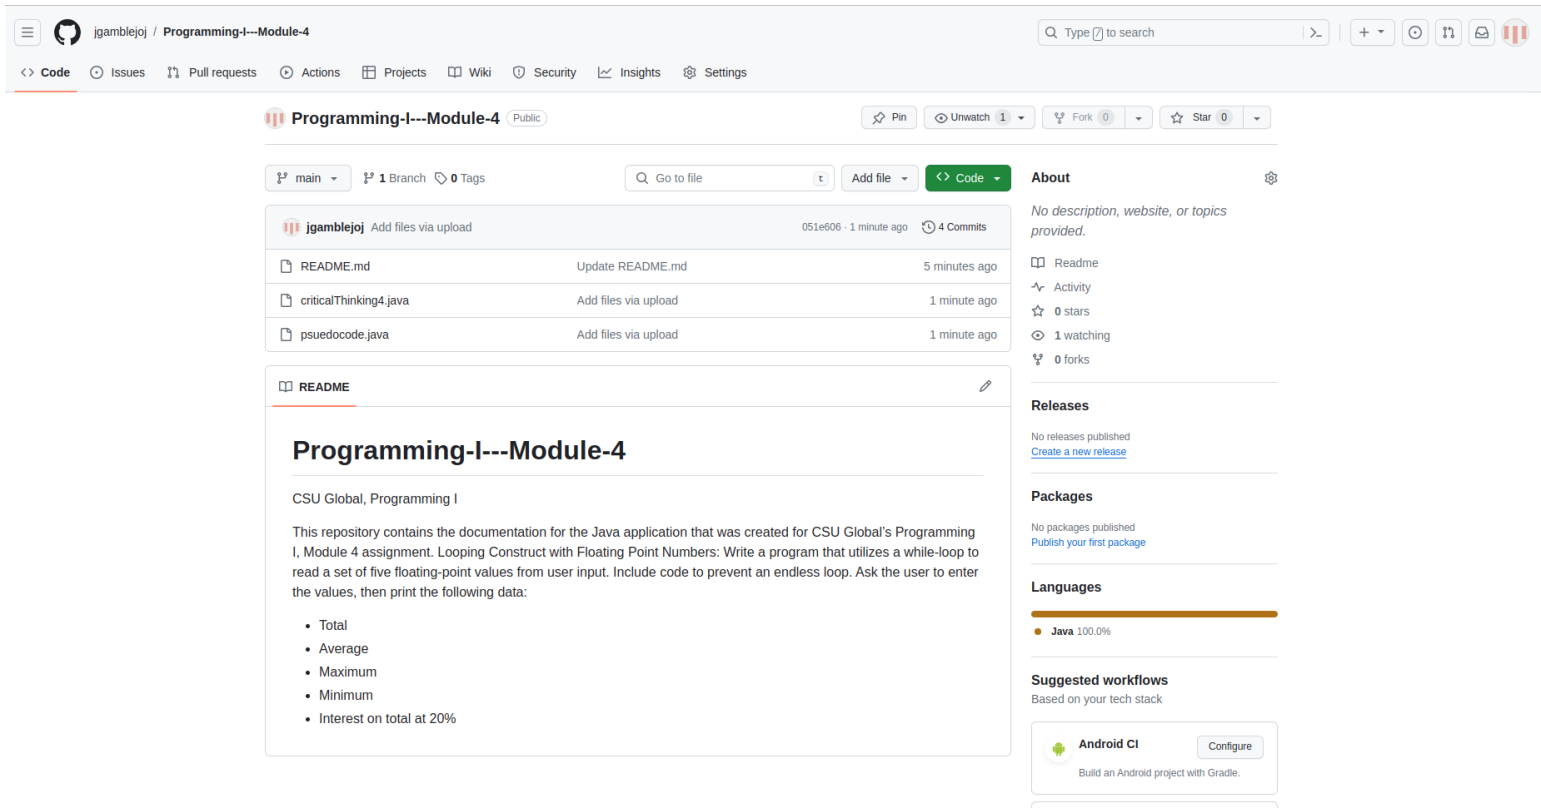 jgamblejoj / Programming-I---Module-4
Type / to search
Code Issues Pull requests Actions Projects Wiki Security Insights Settings
Programming-I---Module-4 Public
Pin Unwatch 1 Fork 0 Star 0
main 1 Branch 0 Tags
Go to file t
Add file
Code
jgamblejoj Add files via upload 051e606 · 1 minute ago 4 Commits
README.md Update README.md 5 minutes ago
criticalThinking4.java Add files via upload 1 minute ago
psuedocode.java Add files via upload 1 minute ago
README
Programming-I---Module-4
CSU Global, Programming I
This repository contains the documentation for the Java application that was created for CSU Global's Programming
I, Module 4 assignment. Looping Construct with Floating Point Numbers: Write a program that utilizes a while-loop to
read a set of five floating-point values from user input. Include code to prevent an endless loop. Ask the user to enter
the values, then print the following data:
• Total
• Average
• Maximum
• Minimum
• Interest on total at 20%
About
No description, website, or topics
provided.
Readme
Activity
0 stars
1 watching
0 forks
Releases
No releases published
Create a new release
Packages
No packages published
Publish your first package
Languages
Java 100.0%
Suggested workflows
Based on your tech stack
Android CI
Configure
Build an Android project with Gradle.